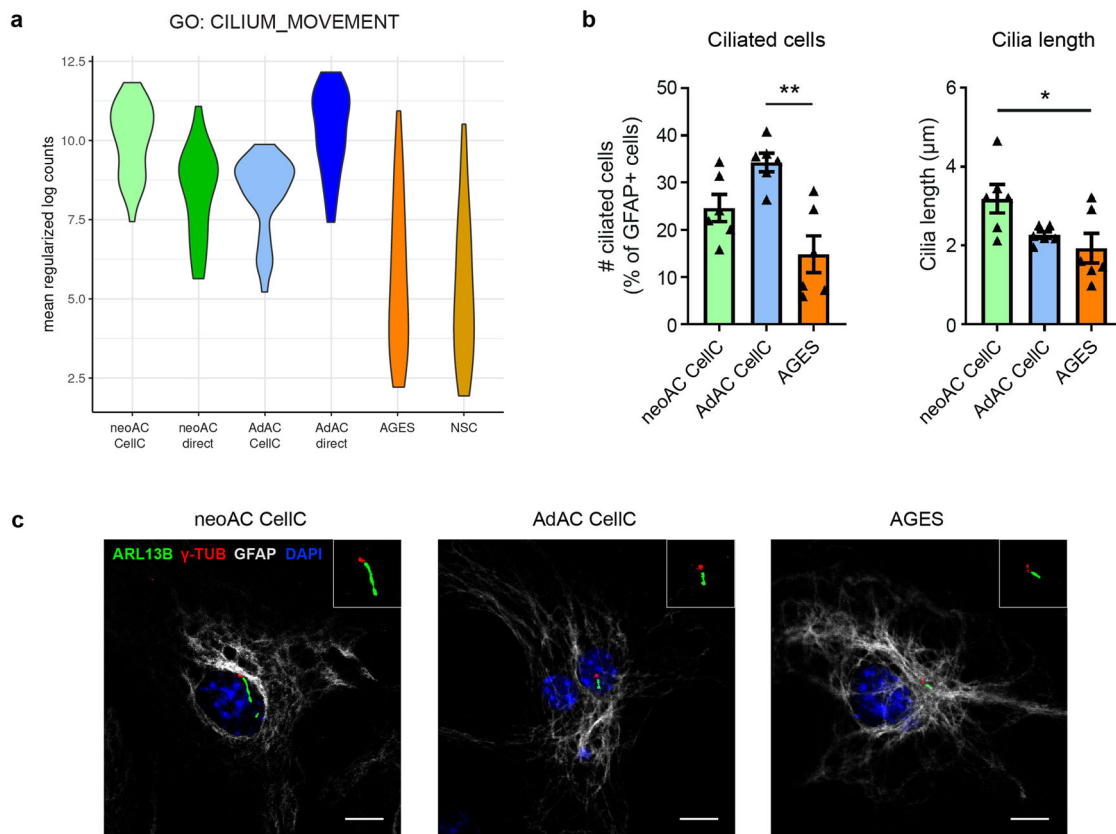 a
GO: CILIUM_MOVEMENT
mean regularized log counts
12.5
10.0
7.5
5.0
2.5
neoAC
CellC
neoAC
direct
AdAC
CellC
AdAC
direct
AGES
NSC
b
Ciliated cells
# ciliated cells
(% of GFAP+ cells)
50
40
30
20
10
0
**
neoAC CellC
AdAC CellC
AGES
Cilia length
Cilia length (μm)
6
4
2
0
*
neoAC CellC
AdAC CellC
AGES
c
neoAC CellC
AdAC CellC
AGES
ARL13B γ-TUB GFAP DAPI